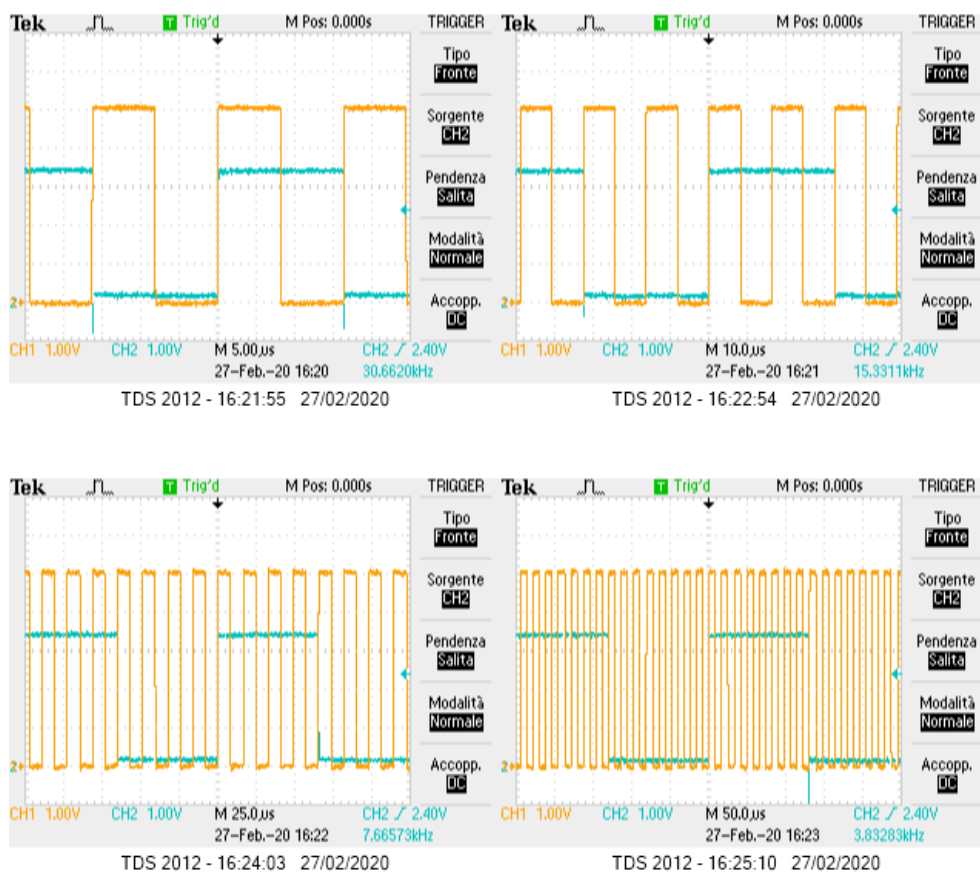 Tek T Trig'd M Pos: 0.000s TRIGGER
Tipo
Fronte
Sorgente
CH2
Pendenza
Salita
Modalità
Normale
Accopp.
DC
2
CH1 1.00V CH2 1.00V M 5.00µs CH2 / 2.40V
27-Feb.-20 16:20 30.6620kHz
TDS 2012 - 16:21:55 27/02/2020
Tek T Trig'd M Pos: 0.000s TRIGGER
Tipo
Fronte
Sorgente
CH2
Pendenza
Salita
Modalità
Normale
Accopp.
DC
2
CH1 1.00V CH2 1.00V M 10.0µs CH2 / 2.40V
27-Feb.-20 16:21 15.3311kHz
TDS 2012 - 16:22:54 27/02/2020
Tek T Trig'd M Pos: 0.000s TRIGGER
Tipo
Fronte
Sorgente
CH2
Pendenza
Salita
Modalità
Normale
Accopp.
DC
2
CH1 1.00V CH2 1.00V M 25.0µs CH2 / 2.40V
27-Feb.-20 16:22 7.66573kHz
TDS 2012 - 16:24:03 27/02/2020
Tek T Trig'd M Pos: 0.000s TRIGGER
Tipo
Fronte
Sorgente
CH2
Pendenza
Salita
Modalità
Normale
Accopp.
DC
2
CH1 1.00V CH2 1.00V M 50.0µs CH2 / 2.40V
27-Feb.-20 16:23 3.83283kHz
TDS 2012 - 16:25:10 27/02/2020